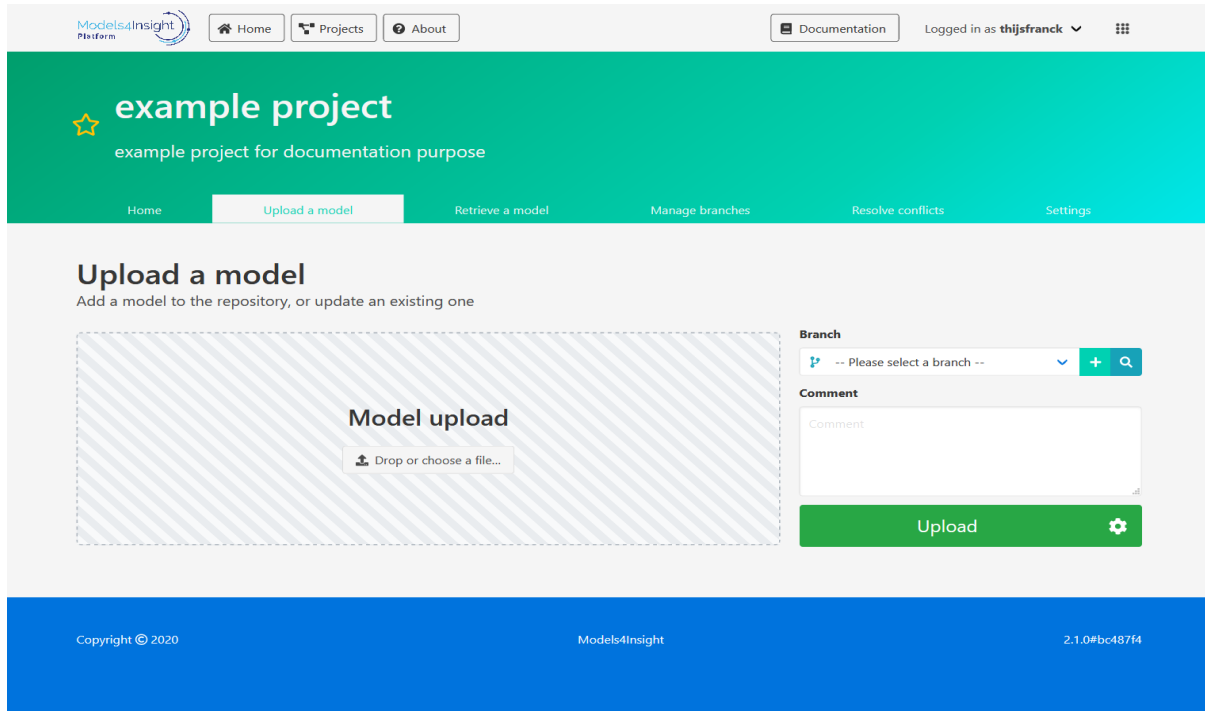 Models4Insight
Platform
Home
Projects
About
Documentation
Logged in as thijsfranck
example project
example project for documentation purpose
Home
Upload a model
Retrieve a model
Manage branches
Resolve conflicts
Settings
Upload a model
Add a model to the repository, or update an existing one
Model upload
Drop or choose a file...
Branch
-- Please select a branch --
Comment
Comment
Upload
Copyright © 2020
Models4Insight
2.1.0#bc487f4